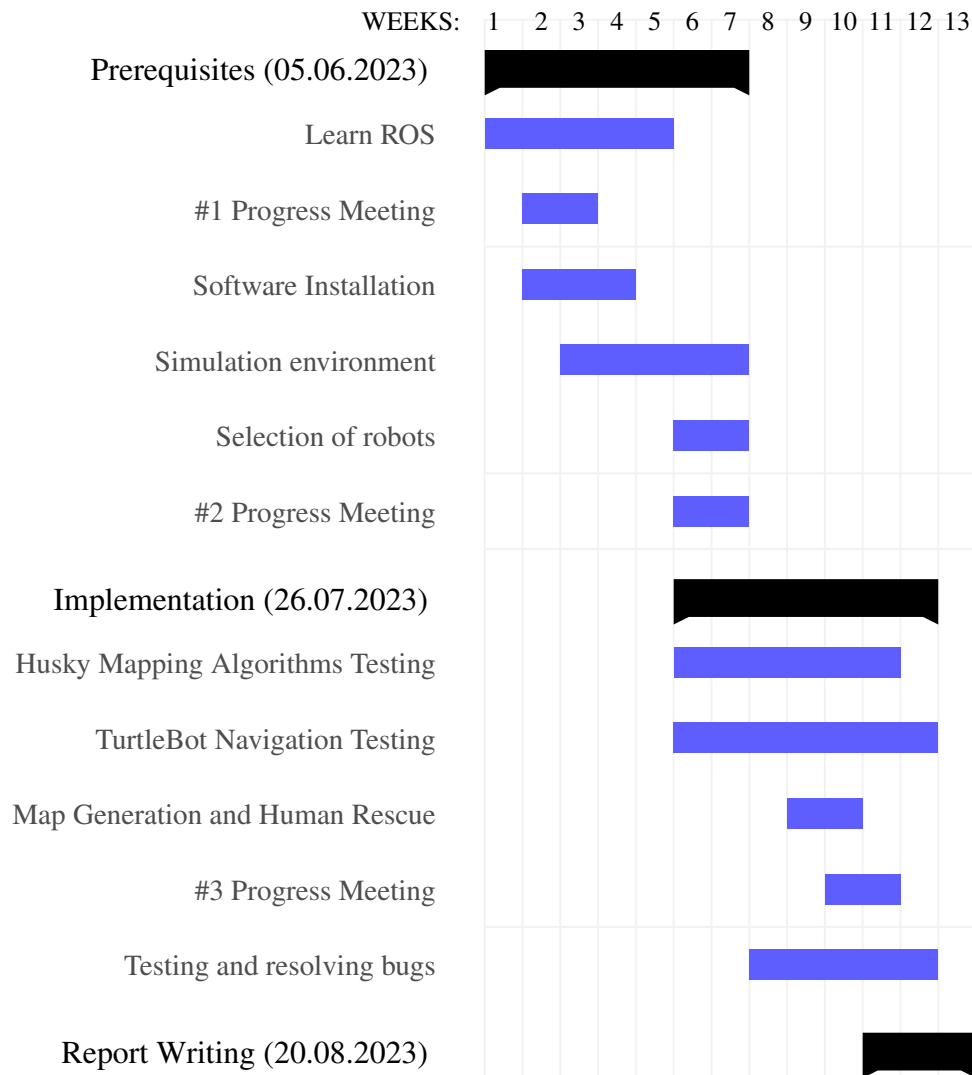 WEEKS: 1 2 3 4 5 6 7 8 9 10 11 12 13
Prerequisites (05.06.2023)
Learn ROS
#1 Progress Meeting
Software Installation
Simulation environment
Selection of robots
#2 Progress Meeting
Implementation (26.07.2023)
Husky Mapping Algorithms Testing
TurtleBot Navigation Testing
Map Generation and Human Rescue
#3 Progress Meeting
Testing and resolving bugs
Report Writing (20.08.2023)